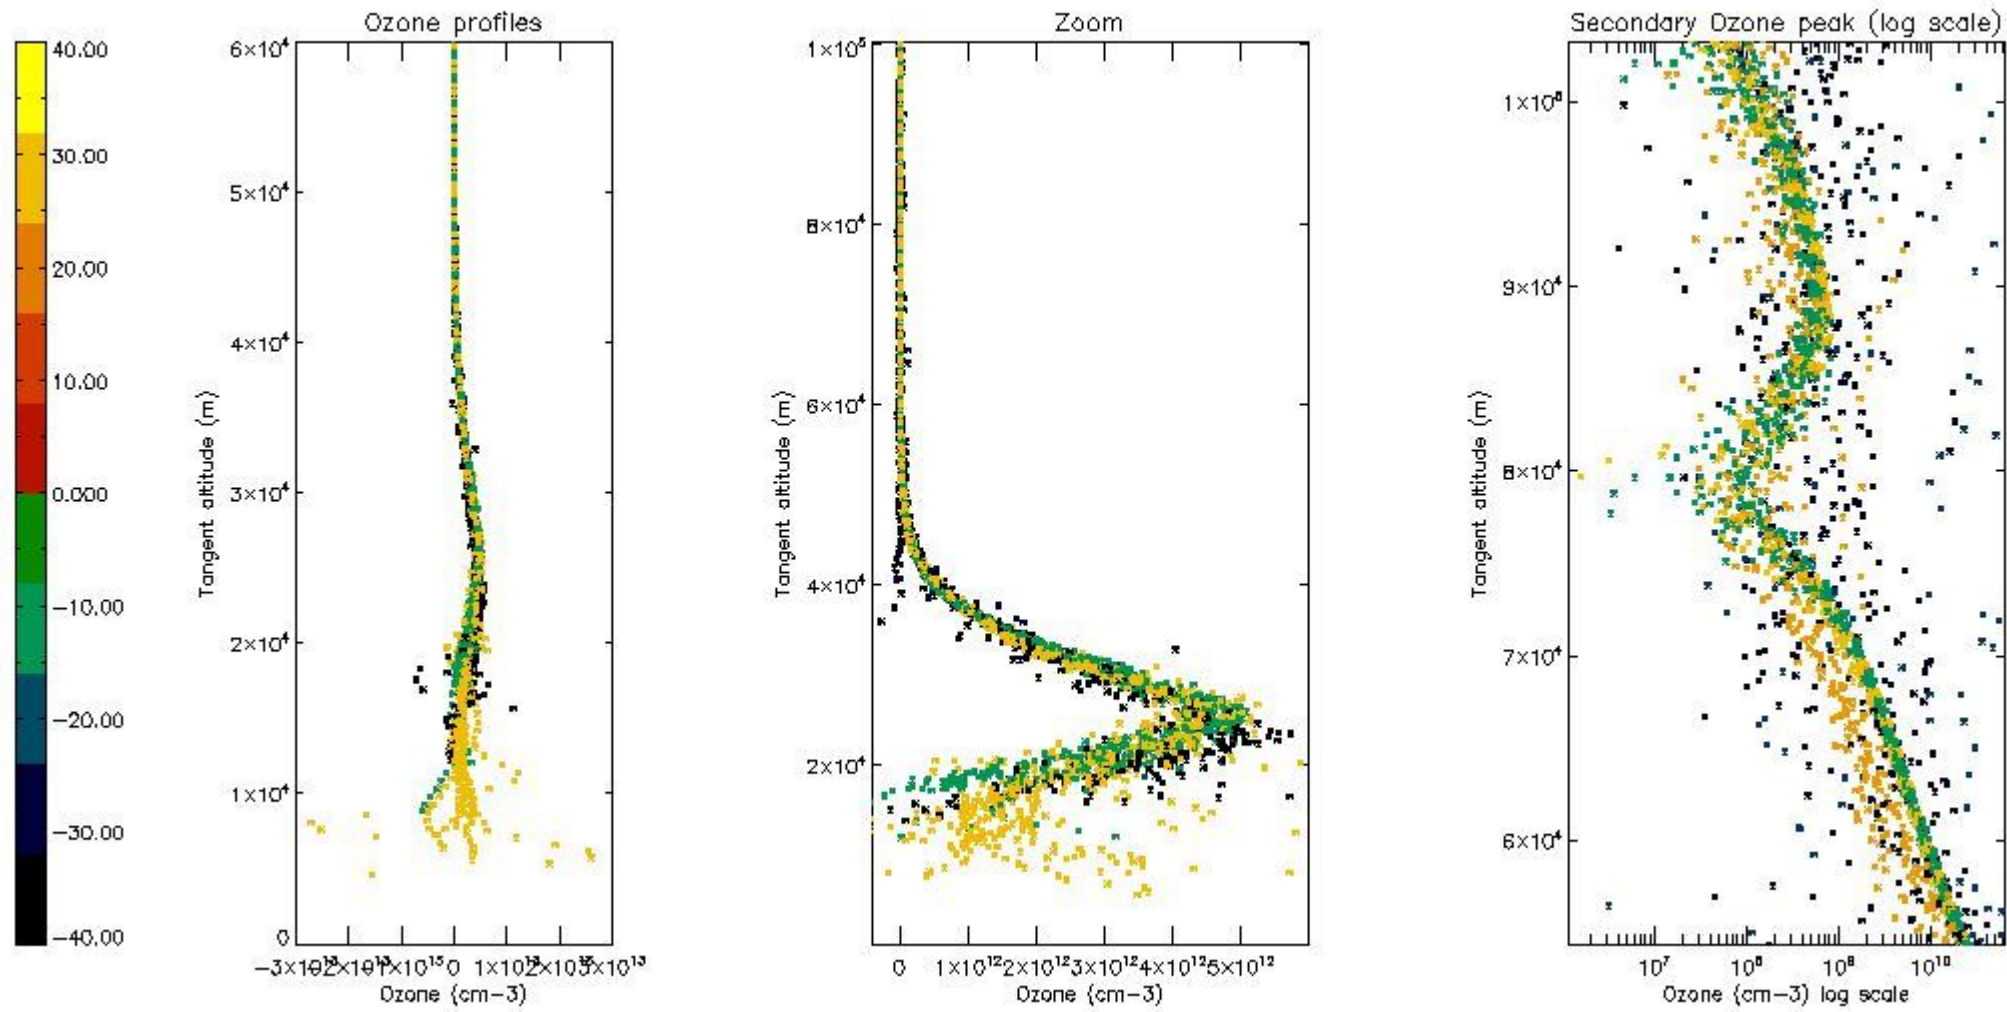 Ozone profiles
Zoom
Secondary Ozone peak (log scale)
40.00
30.00
20.00
10.00
−10.00
−20.00
−30.00
−40.00
Tangent altitude (m)
6×10⁴
5×10⁴
4×10⁴
3×10⁴
2×10⁴
1×10⁴
0
0
Ozone (cm−3)
Tangent altitude (m)
1×10⁵
8×10⁴
6×10⁴
4×10⁴
2×10⁴
0 1×10¹² 2×10¹² 3×10¹² 4×10¹² 5×10¹²
Ozone (cm−3)
Tangent altitude (m)
1×10⁵
9×10⁴
8×10⁴
7×10⁴
6×10⁴
10⁷ 10⁸ 10⁹ 10¹⁰
Ozone (cm−3) log scale